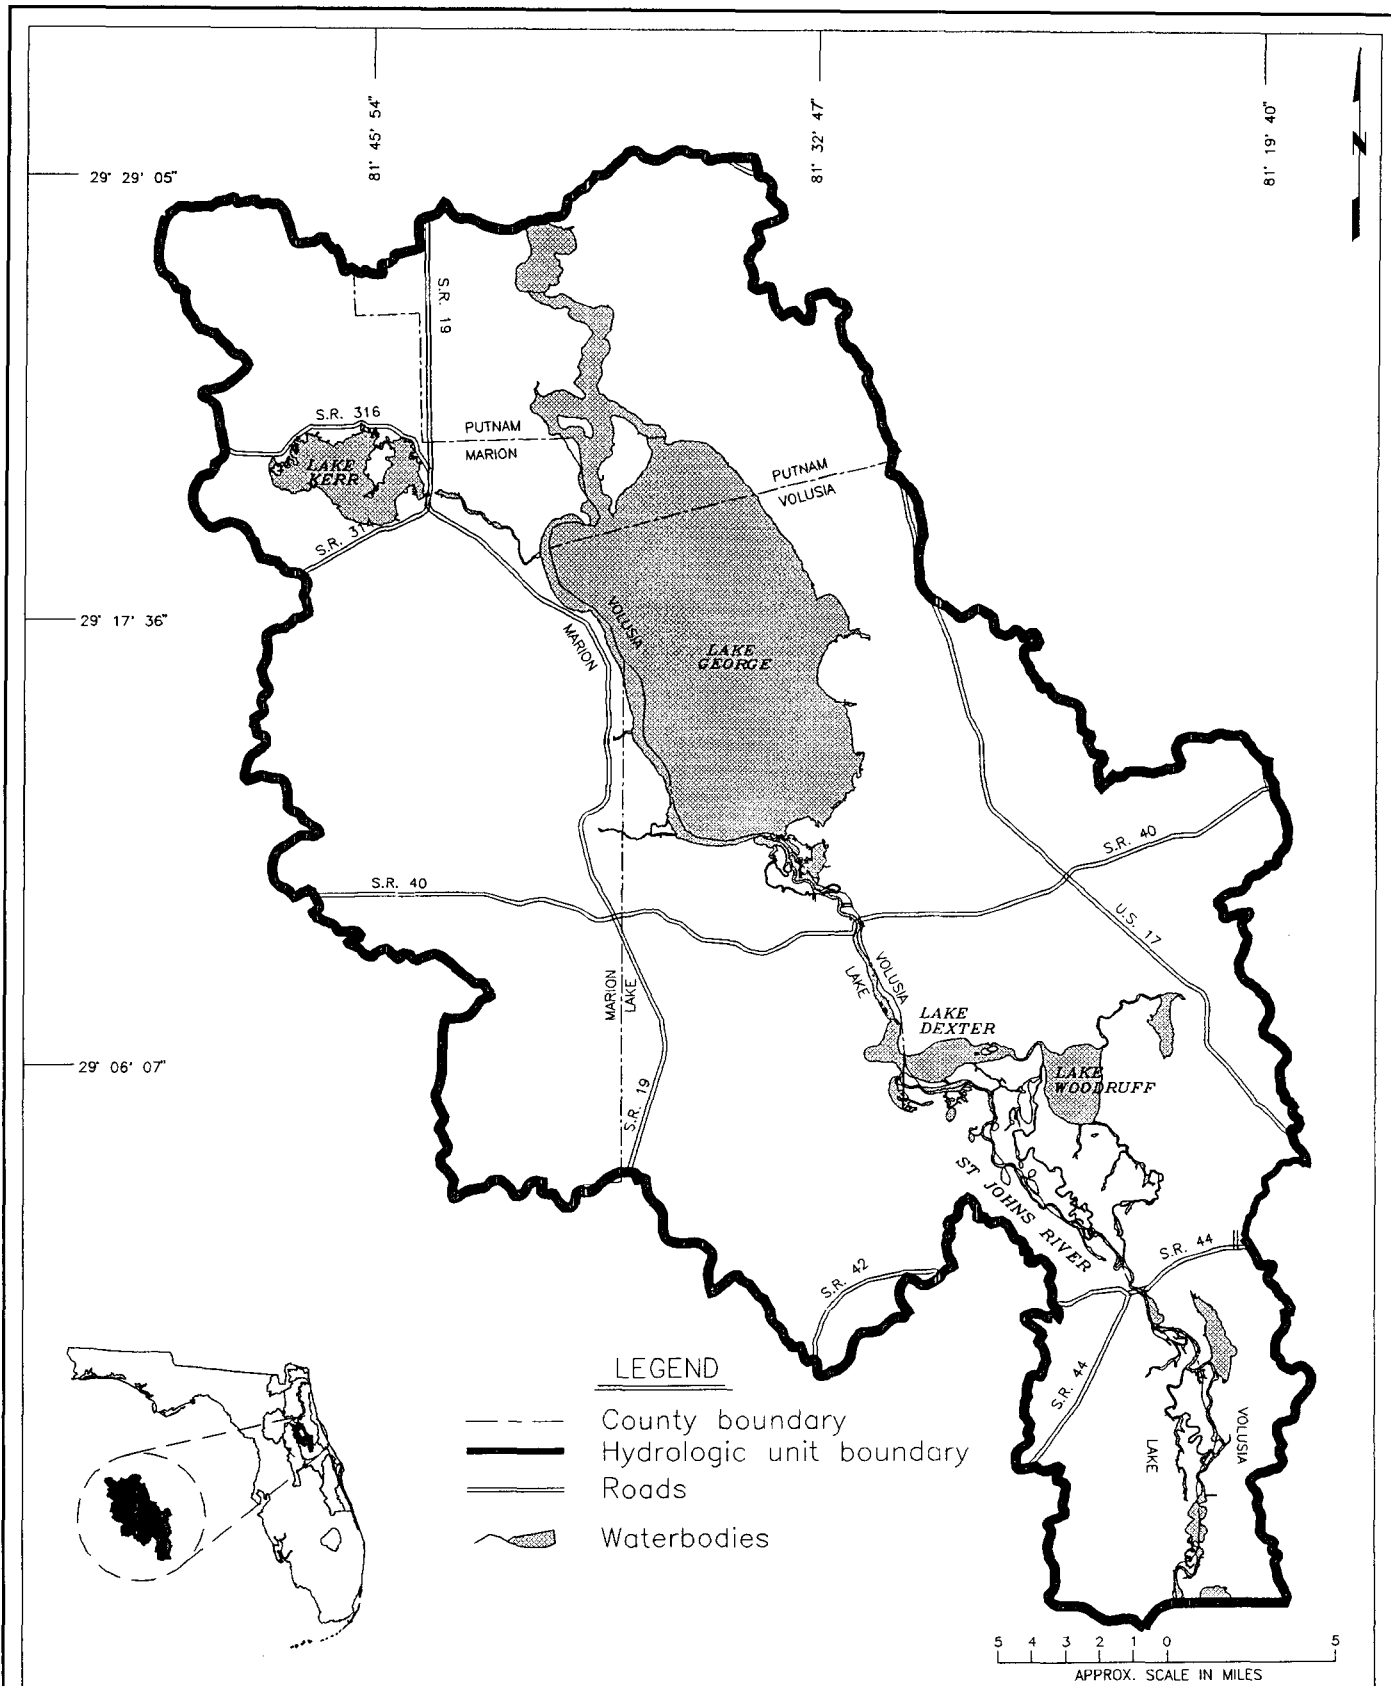 81° 45' 54"
81° 32' 47"
81° 19' 40"
N
29° 29' 05"
S.R. 19
S.R. 316
PUTNAM
MARION
LAKE
KERR
PUTNAM
VOLUSIA
29° 17' 36"
VOLUSIA
MARION
LAKE
GEORGE
S.R. 40
S.R. 40
U.S. 17
VOLUSIA
LAKE
MARION
LAKE
LAKE
DEXTER
29° 06' 07"
LAKE
WOODRUFF
S.R. 19
ST JOHNS RIVER
S.R. 44
S.R. 42
S.R. 44
VOLUSIA
LAKE
LEGEND
County boundary
Hydrologic unit boundary
Roads
Waterbodies
5 4 3 2 1 0 5
APPROX. SCALE IN MILES